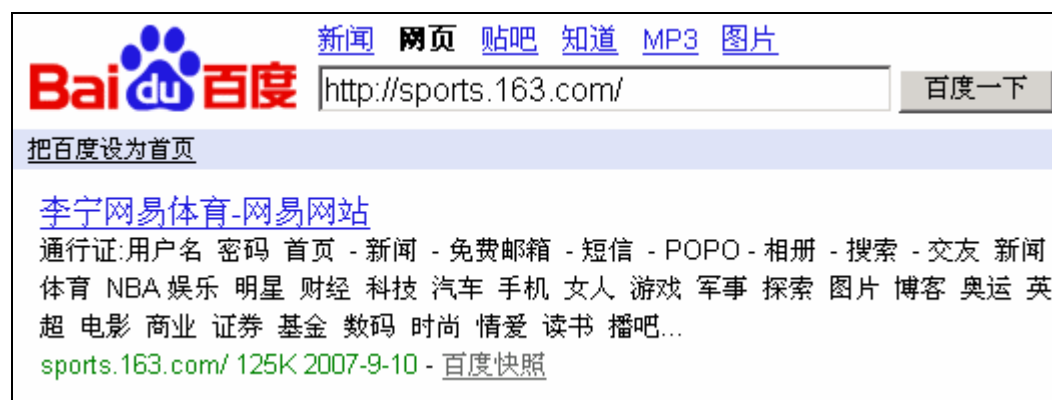 新闻 网页 贴吧 知道 MP3 图片
Baidu百度 http://sports.163.com/ 百度一下
把百度设为首页
李宁网易体育-网易网站
通行证:用户名 密码 首页 - 新闻 - 免费邮箱 - 短信 - POPO - 相册 - 搜索 - 交友 新闻
体育 NBA 娱乐 明星 财经 科技 汽车 手机 女人 游戏 军事 探索 图片 博客 奥运 英
超 电影 商业 证券 基金 数码 时尚 情爱 读书 播吧...
sports.163.com/ 125K 2007-9-10 - 百度快照